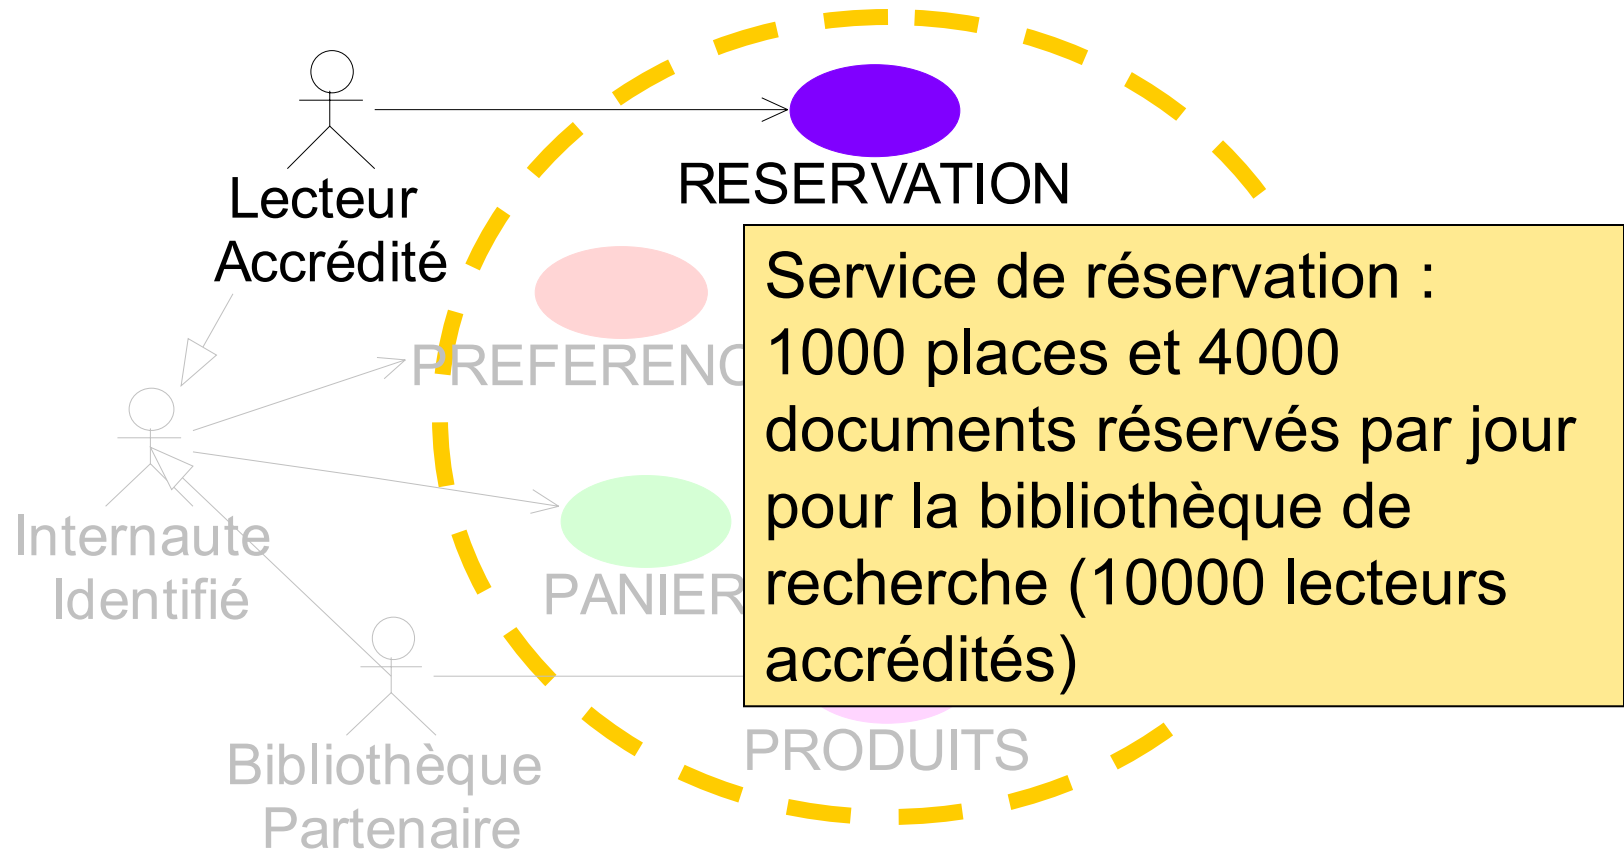 Lecteur
Accrédité
RESERVATION
PREFERENC
Service de réservation :
1000 places et 4000
documents réservés par jour
pour la bibliothèque de
recherche (10000 lecteurs
accrédités)
Internaute
Identifié
PANIER
Bibliothèque
Partenaire
PRODUITS